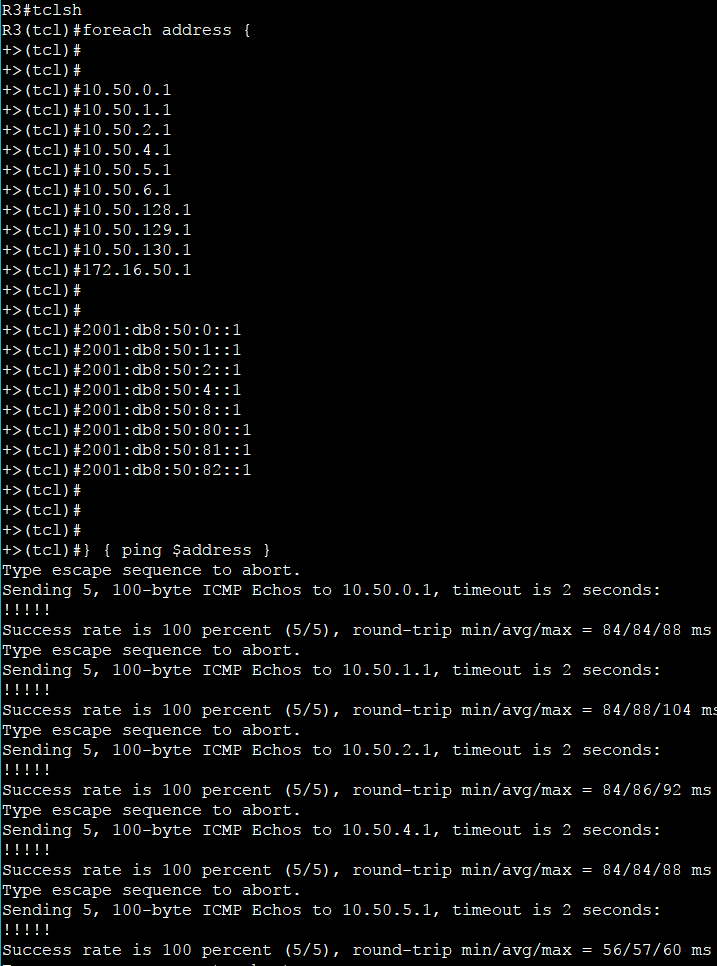 R3#tclsh
R3(tcl)#foreach address {
+>(tcl)#
+>(tcl)#
+>(tcl)#10.50.0.1
+>(tcl)#10.50.1.1
+>(tcl)#10.50.2.1
+>(tcl)#10.50.4.1
+>(tcl)#10.50.5.1
+>(tcl)#10.50.6.1
+>(tcl)#10.50.128.1
+>(tcl)#10.50.129.1
+>(tcl)#10.50.130.1
+>(tcl)#172.16.50.1
+>(tcl)#
+>(tcl)#
+>(tcl)#2001:db8:50:0::1
+>(tcl)#2001:db8:50:1::1
+>(tcl)#2001:db8:50:2::1
+>(tcl)#2001:db8:50:4::1
+>(tcl)#2001:db8:50:8::1
+>(tcl)#2001:db8:50:80::1
+>(tcl)#2001:db8:50:81::1
+>(tcl)#2001:db8:50:82::1
+>(tcl)#
+>(tcl)#
+>(tcl)#
+>(tcl)#} { ping $address }
Type escape sequence to abort.
Sending 5, 100-byte ICMP Echos to 10.50.0.1, timeout is 2 seconds:
!!!!!
Success rate is 100 percent (5/5), round-trip min/avg/max = 84/84/88 ms
Type escape sequence to abort.
Sending 5, 100-byte ICMP Echos to 10.50.1.1, timeout is 2 seconds:
!!!!!
Success rate is 100 percent (5/5), round-trip min/avg/max = 84/88/104 ms
Type escape sequence to abort.
Sending 5, 100-byte ICMP Echos to 10.50.2.1, timeout is 2 seconds:
!!!!!
Success rate is 100 percent (5/5), round-trip min/avg/max = 84/86/92 ms
Type escape sequence to abort.
Sending 5, 100-byte ICMP Echos to 10.50.4.1, timeout is 2 seconds:
!!!!!
Success rate is 100 percent (5/5), round-trip min/avg/max = 84/84/88 ms
Type escape sequence to abort.
Sending 5, 100-byte ICMP Echos to 10.50.5.1, timeout is 2 seconds:
!!!!!
Success rate is 100 percent (5/5), round-trip min/avg/max = 56/57/60 ms